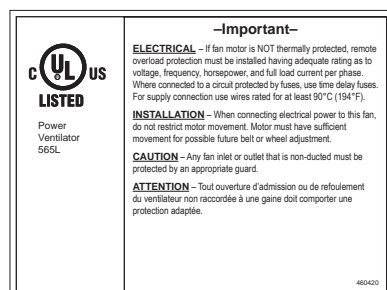 –Important–
ELECTRICAL – If fan motor is NOT thermally protected, remote
overload protection must be installed having adequate rating as to
voltage, frequency, horsepower, and full load current per phase.
Where connected to a circuit protected by fuses, use time delay fuses.
For supply connection use wires rated for at least 90°C (194°F).
INSTALLATION – When connecting electrical power to this fan,
do not restrict motor movement. Motor must have sufficient
movement for possible future belt or wheel adjustment.
CAUTION – Any fan inlet or outlet that is non-ducted must be
protected by an appropriate guard.
ATTENTION – Tout ouverture d'admission ou de refoulement
du ventilateur non raccordée à une gaine doit comporter une
protection adaptée.
C UL US
®
LISTED
Power
Ventilator
565L
460420